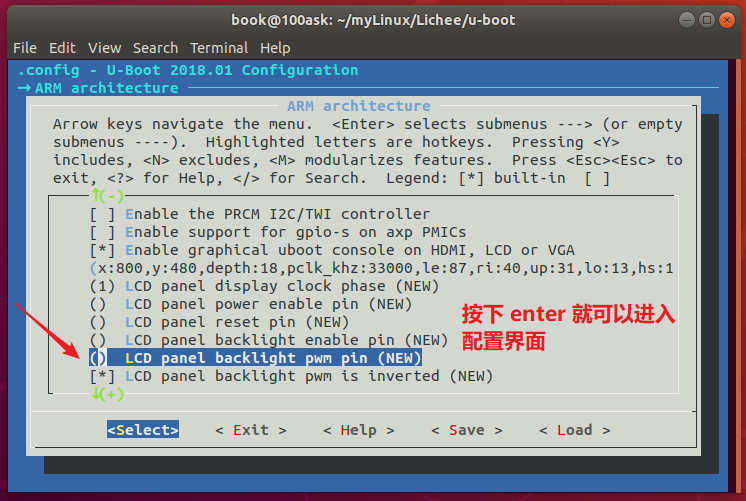 book@100ask: ~/myLinux/Lichee/u-boot
File Edit View Search Terminal Help
.config - U-Boot 2018.01 Configuration
→ ARM architecture
ARM architecture
Arrow keys navigate the menu. <Enter> selects submenus ---> (or empty
submenus ----). Highlighted letters are hotkeys. Pressing <Y>
includes, <N> excludes, <M> modularizes features. Press <Esc><Esc> to
exit, <?> for Help, </> for Search. Legend: [*] built-in [ ]
↑(-)
[ ] Enable the PRCM I2C/TWI controller
[ ] Enable support for gpio-s on axp PMICs
[*] Enable graphical uboot console on HDMI, LCD or VGA
(x:800,y:480,depth:18,pclk_khz:33000,le:87,ri:40,up:31,lo:13,hs:1
(1) LCD panel display clock phase (NEW)
() LCD panel power enable pin (NEW)
() LCD panel reset pin (NEW)
() LCD panel backlight enable pin (NEW)
() LCD panel backlight pwm pin (NEW)
[*] LCD panel backlight pwm is inverted (NEW)
↓(+)
按下 enter 就可以进入
配置界面
<Select> < Exit > < Help > < Save > < Load >